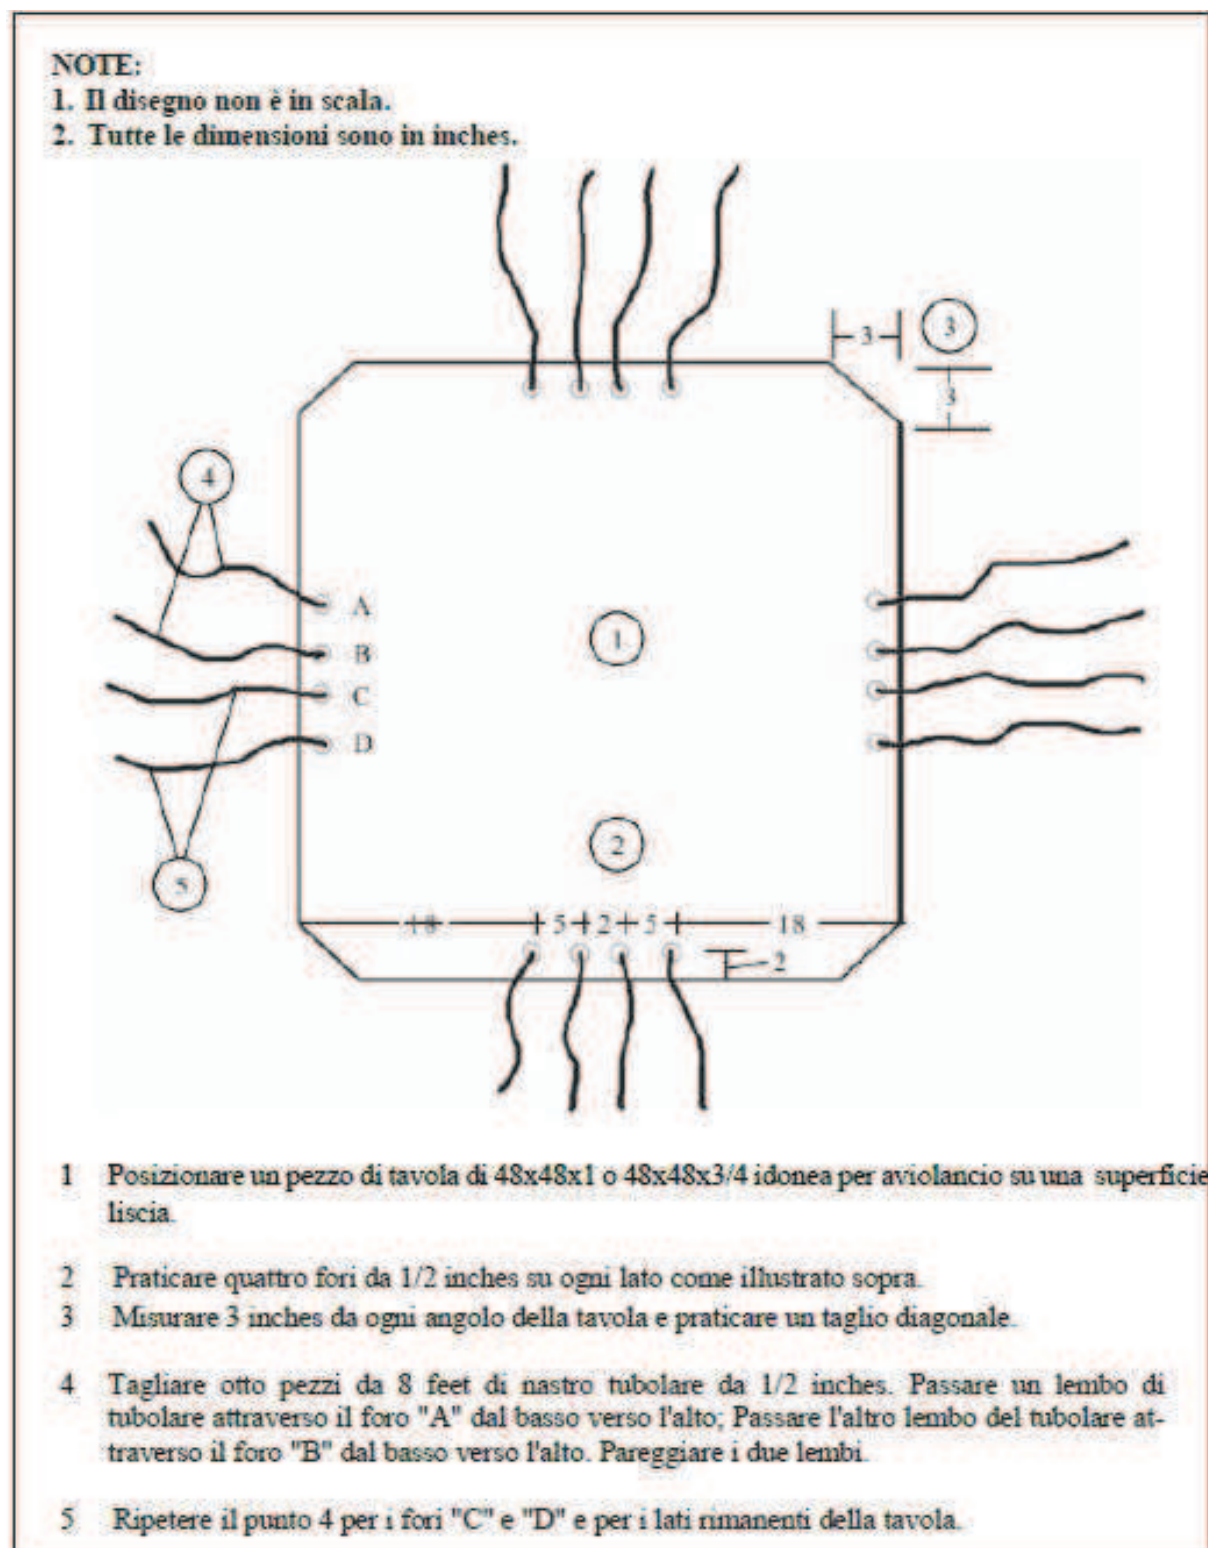 NOTE:
1. Il disegno non è in scala.
2. Tutte le dimensioni sono in inches.
3
3
3
4
A
B
1
C
D
2
5
18 5 2 5 18
2
1 Posizionare un pezzo di tavola di 48x48x1 o 48x48x3/4 idonea per aviolancio su una superficie
liscia.
2 Praticare quattro fori da 1/2 inches su ogni lato come illustrato sopra.
3 Misurare 3 inches da ogni angolo della tavola e praticare un taglio diagonale.
4 Tagliare otto pezzi da 8 feet di nastro tubolare da 1/2 inches. Passare un lembo di
tubolare attraverso il foro "A" dal basso verso l'alto; Passare l'altro lembo del tubolare at-
traverso il foro "B" dal basso verso l'alto. Pareggiare i due lembi.
5 Ripetere il punto 4 per i fori "C" e "D" e per i lati rimanenti della tavola.